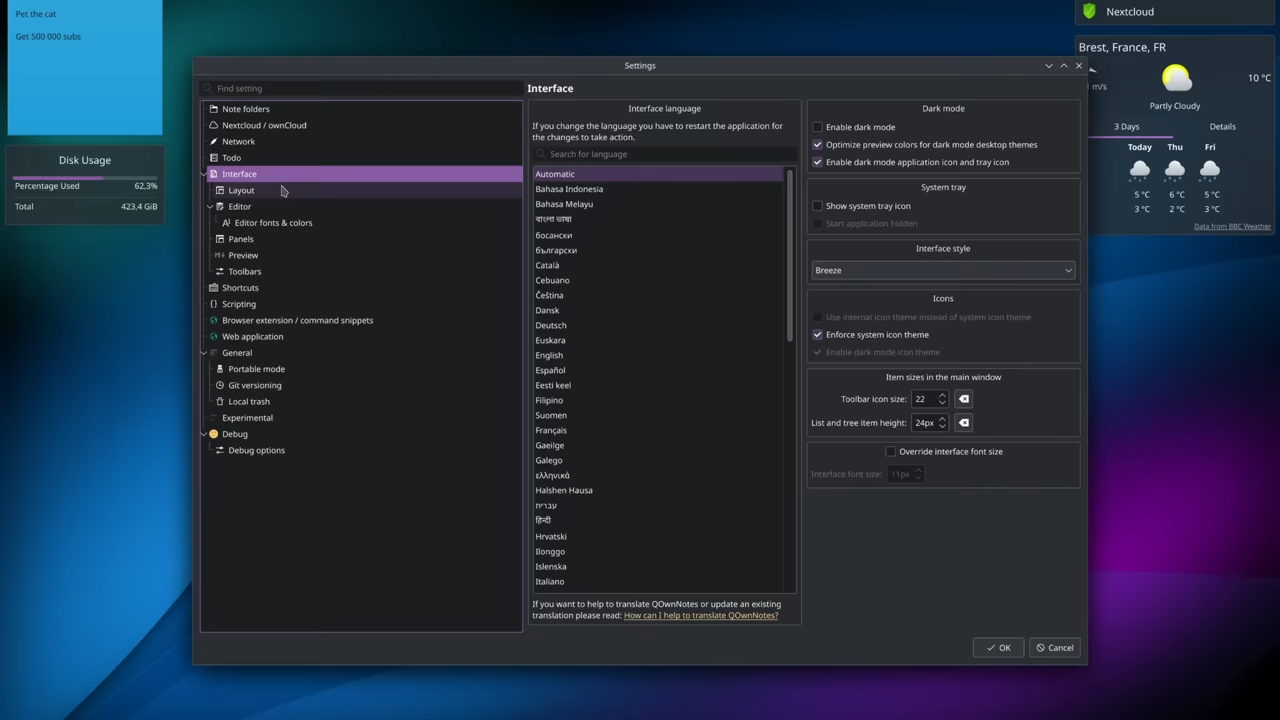 Pet the cat
Get 500 000 subs
Disk Usage
Percentage Used 62,3%
Total 423,4 GiB
Nextcloud
Brest, France, FR
m/s
10 °C
Partly Cloudy
3 Days Details
Today Thu Fri
5 °C 6 °C 5 °C
3 °C 2 °C 3 °C
Data from BBC Weather
Settings
Find setting
Note folders
Nextcloud / ownCloud
Network
Todo
Interface
Layout
Editor
Editor fonts & colors
Panels
Preview
Toolbars
Shortcuts
Scripting
Browser extension / command snippets
Web application
General
Portable mode
Git versioning
Local trash
Experimental
Debug
Debug options
Interface
Interface language
If you change the language you have to restart the application for
the changes to take action.
Search for language
Automatic
Bahasa Indonesia
Bahasa Melayu
বাংলা ভাষা
босански
български
Català
Cebuano
Čeština
Dansk
Deutsch
Euskara
English
Español
Eesti keel
Filipino
Suomen
Français
Gaeilge
Galego
ελληνικά
Halshen Hausa
עברית
हिन्दी
Hrvatski
Ilonggo
Islenska
Italiano
If you want to help to translate QOwnNotes or update an existing
translation please read: How can I help to translate QOwnNotes?
Dark mode
Enable dark mode
Optimize preview colors for dark mode desktop themes
Enable dark mode application icon and tray icon
System tray
Show system tray icon
Start application hidden
Interface style
Breeze
Icons
Use internal icon theme instead of system icon theme
Enforce system icon theme
Enable dark mode icon theme
Item sizes in the main window
Toolbar icon size: 22
List and tree item height: 24px
Override interface font size
Interface font size: 11px
OK
Cancel